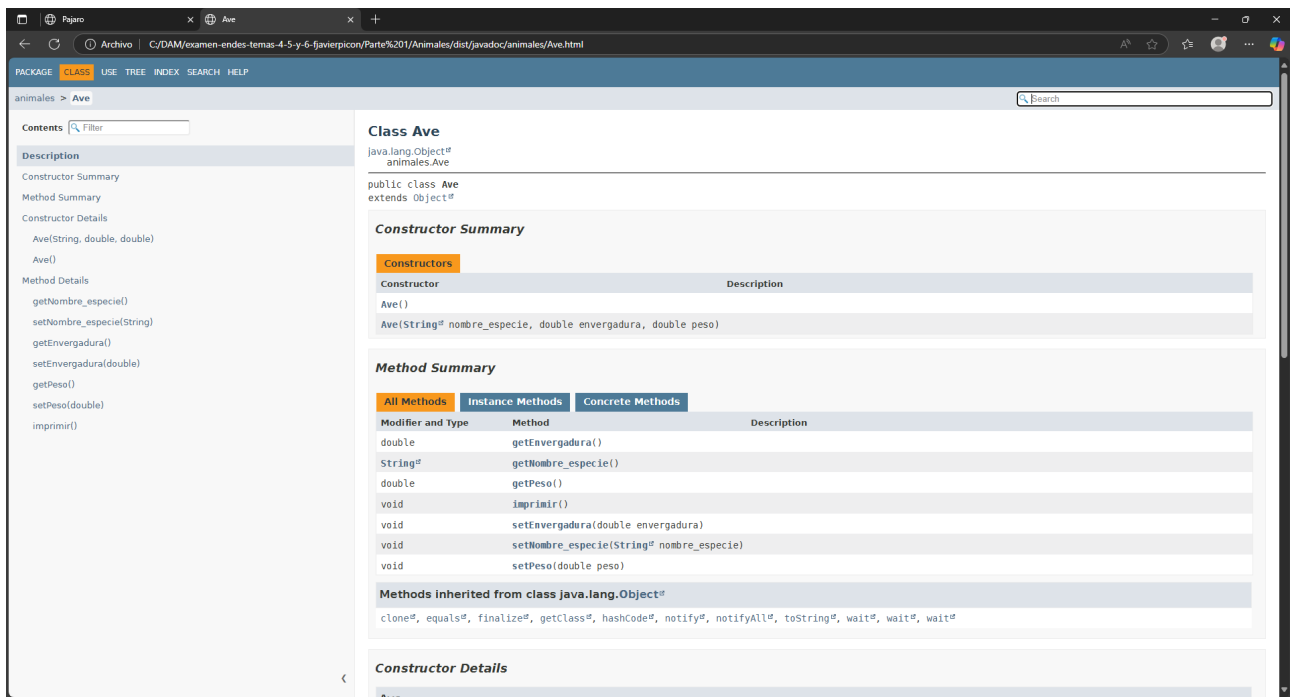 Pajaro
Ave
Archivo C:/DAM/examen-endes-temas-4-5-y-6-fjavierpicon/Parte%201/Animales/dist/javadoc/animales/Ave.html
PACKAGE CLASS USE TREE INDEX SEARCH HELP
animales > Ave
Search
Contents Filter
Description
Constructor Summary
Method Summary
Constructor Details
Ave(String, double, double)
Ave()
Method Details
getNombre_especie()
setNombre_especie(String)
getEnvergadura()
setEnvergadura(double)
getPeso()
setPeso(double)
imprimir()
Class Ave
java.lang.Object
animales.Ave
public class Ave
extends Object
Constructor Summary
Constructors
Constructor Description
Ave()
Ave(String nombre_especie, double envergadura, double peso)
Method Summary
All Methods Instance Methods Concrete Methods
Modifier and Type Method Description
double getEnvergadura()
String getNombre_especie()
double getPeso()
void imprimir()
void setEnvergadura(double envergadura)
void setNombre_especie(String nombre_especie)
void setPeso(double peso)
Methods inherited from class java.lang.Object
clone, equals, finalize, getClass, hashCode, notify, notifyAll, toString, wait, wait, wait
Constructor Details